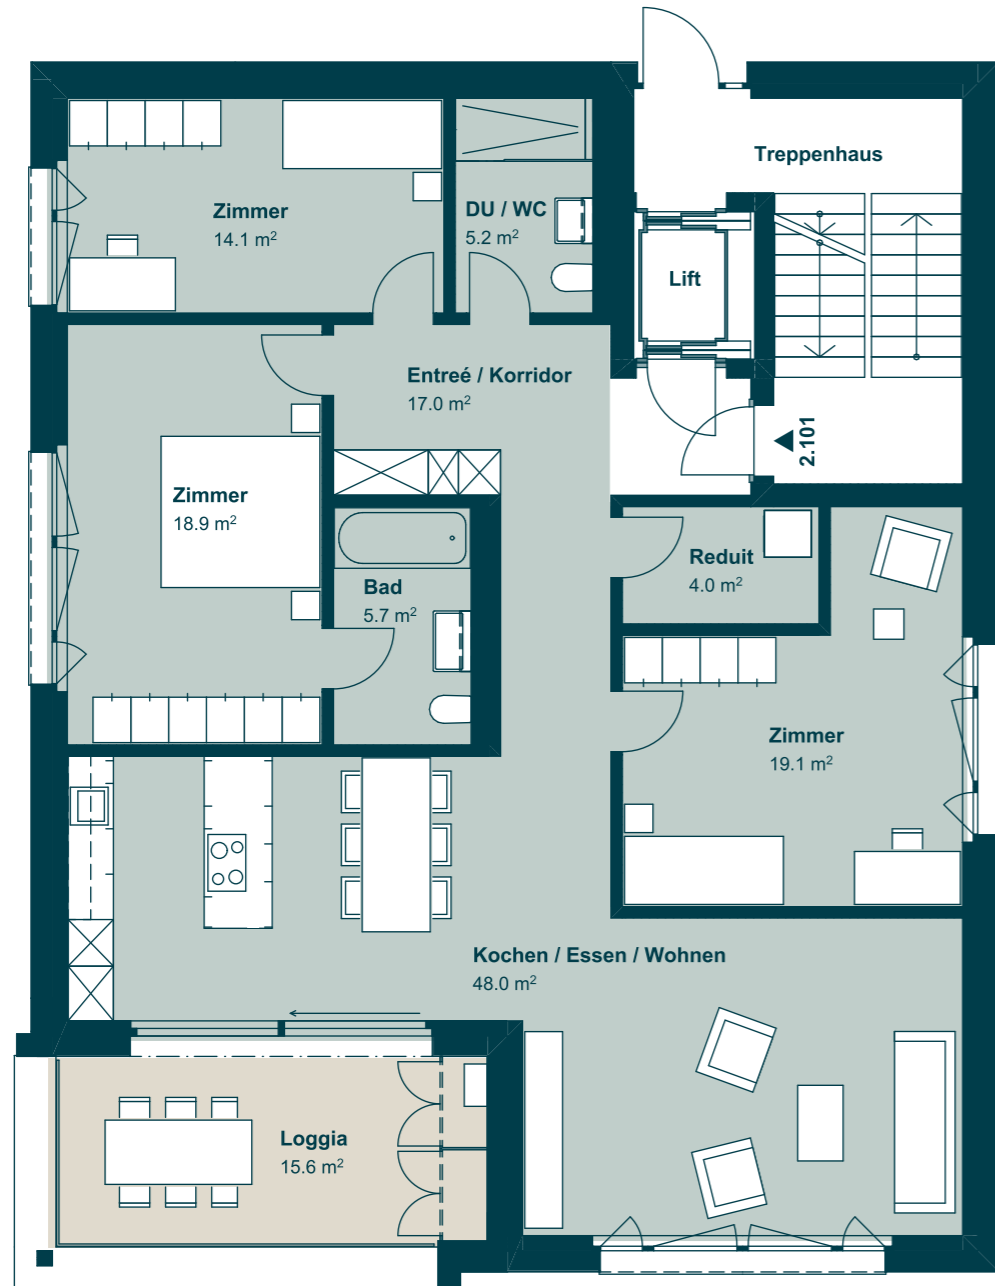 Treppenhaus
Zimmer
14.1 m²
DU / WC
5.2 m²
Lift
Entreé / Korridor
17.0 m²
2.101
Zimmer
18.9 m²
Reduit
4.0 m²
Bad
5.7 m²
Zimmer
19.1 m²
Kochen / Essen / Wohnen
48.0 m²
Loggia
15.6 m²